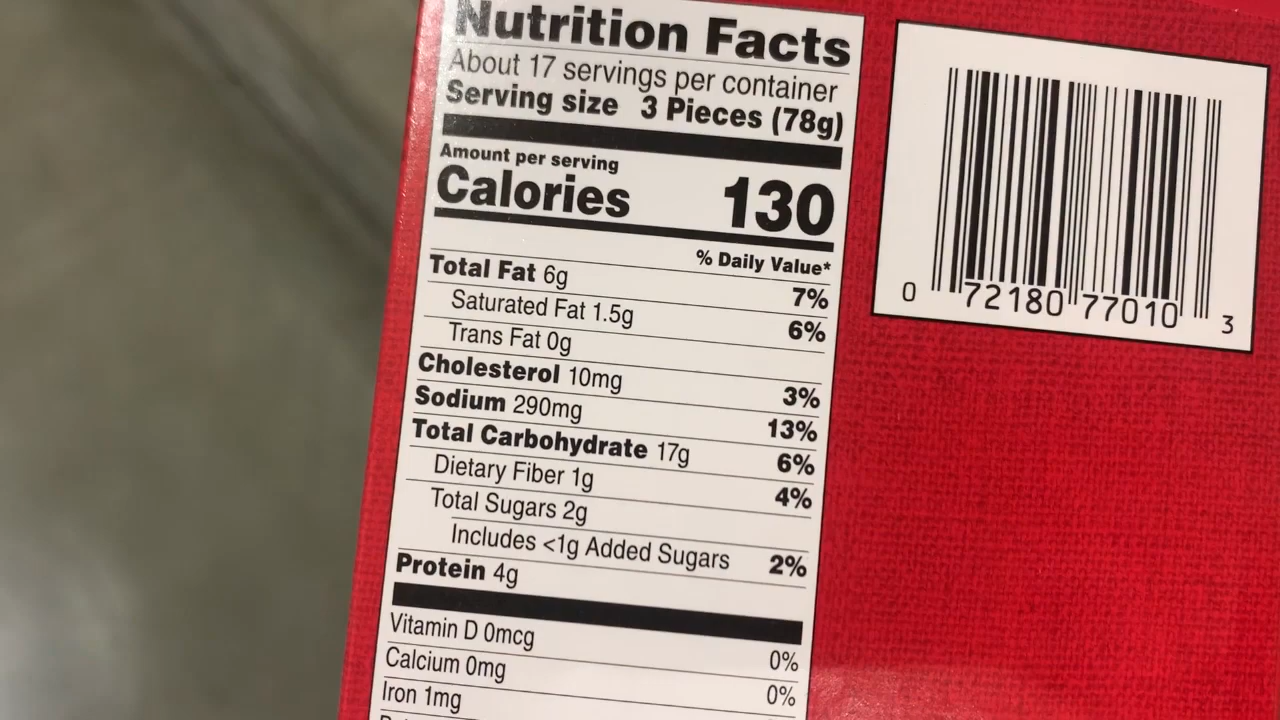 Nutrition Facts
About 17 servings per container
Serving size 3 Pieces (78g)
Amount per serving
Calories 130
% Daily Value*
Total Fat 6g 7%
Saturated Fat 1.5g 6%
Trans Fat 0g
Cholesterol 10mg 3%
Sodium 290mg 13%
Total Carbohydrate 17g 6%
Dietary Fiber 1g 4%
Total Sugars 2g
Includes <1g Added Sugars 2%
Protein 4g
Vitamin D 0mcg 0%
Calcium 0mg 0%
Iron 1mg
0 72180 77010 3